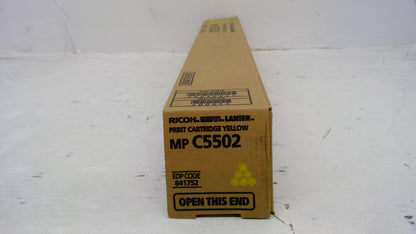 RICOH SAVIN LANIER
PRINT CARTRIDGE YELLOW
MP C5502
EDP CODE
841752
OPEN THIS END